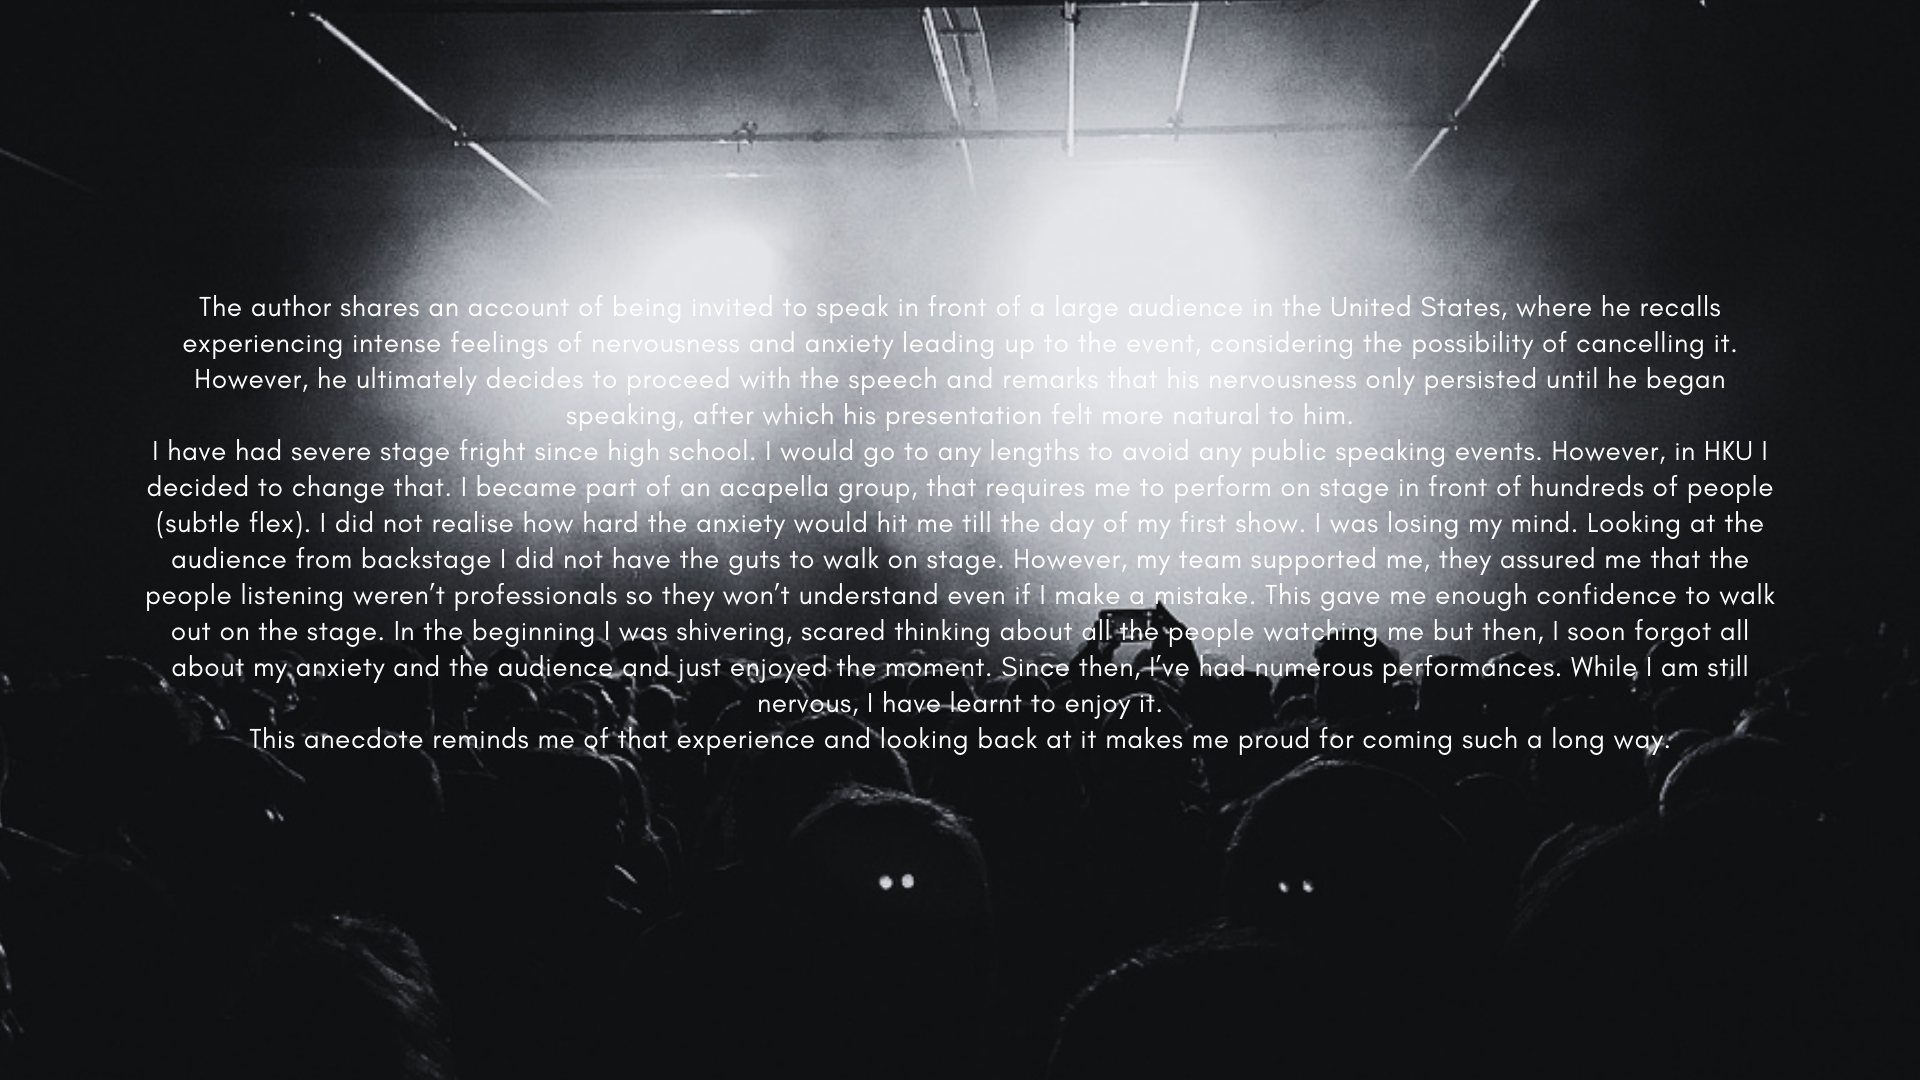 The author shares an account of being invited to speak in front of a large audience in the United States, where he recalls
experiencing intense feelings of nervousness and anxiety leading up to the event, considering the possibility of cancelling it.
However, he ultimately decides to proceed with the speech and remarks that his nervousness only persisted until he began
speaking, after which his presentation felt more natural to him.
I have had severe stage fright since high school. I would go to any lengths to avoid any public speaking events. However, in HKU I
decided to change that. I became part of an acapella group, that requires me to perform on stage in front of hundreds of people
(subtle flex). I did not realise how hard the anxiety would hit me till the day of my first show. I was losing my mind. Looking at the
audience from backstage I did not have the guts to walk on stage. However, my team supported me, they assured me that the
people listening weren’t professionals so they won’t understand even if I make a mistake. This gave me enough confidence to walk
out on the stage. In the beginning I was shivering, scared thinking about all the people watching me but then, I soon forgot all
about my anxiety and the audience and just enjoyed the moment. Since then, I’ve had numerous performances. While I am still
nervous, I have learnt to enjoy it.
This anecdote reminds me of that experience and looking back at it makes me proud for coming such a long way.